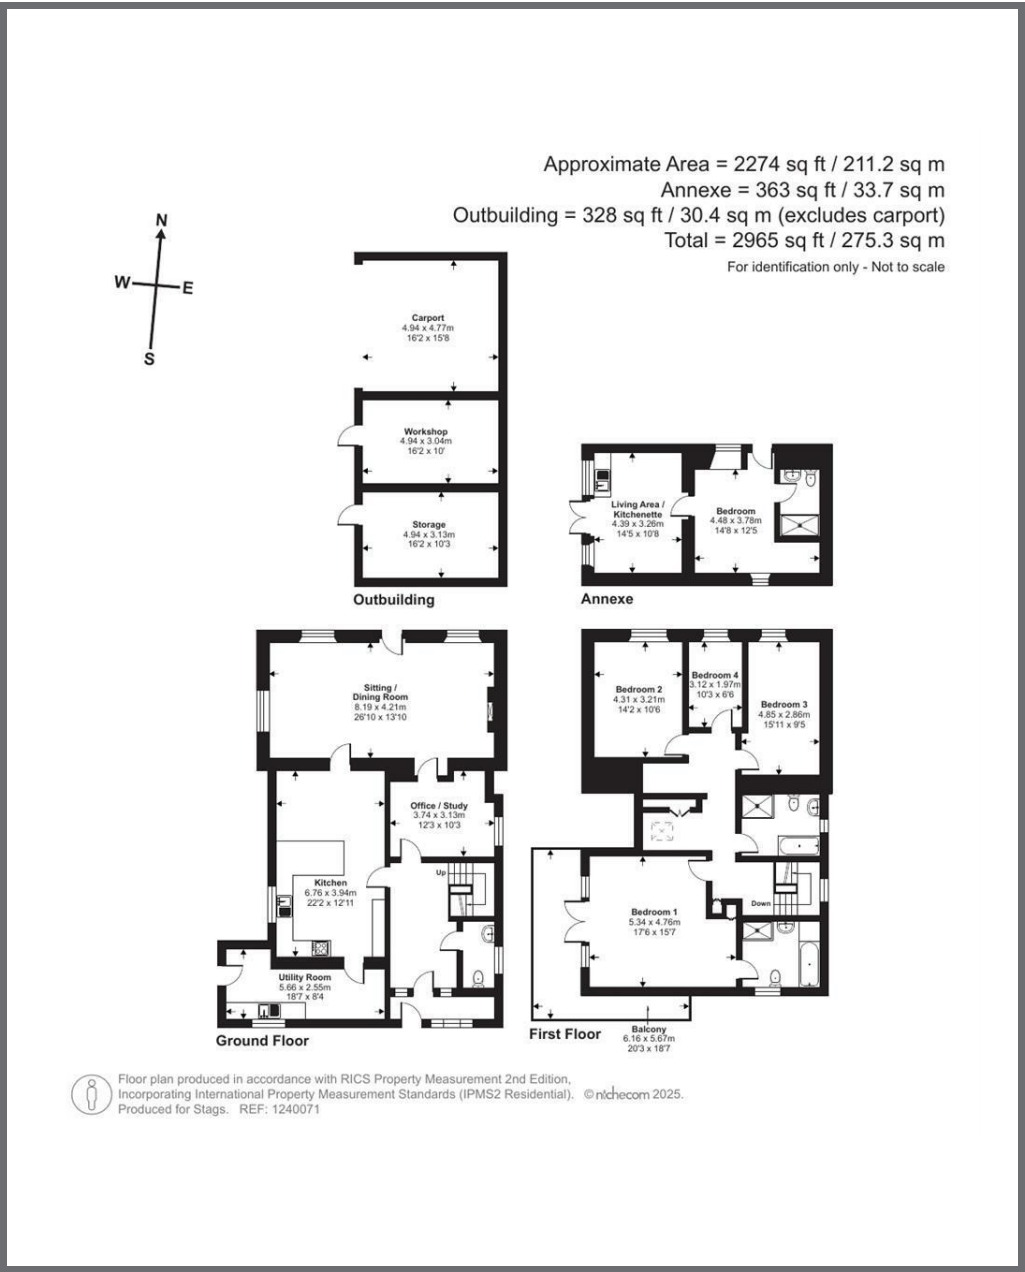 Approximate Area = 2274 sq ft / 211.2 sq m
Annexe = 363 sq ft / 33.7 sq m
Outbuilding = 328 sq ft / 30.4 sq m (excludes carport)
Total = 2965 sq ft / 275.3 sq m
For identification only - Not to scale
N
W
E
S
Carport
4.94 x 4.77m
16'2 x 15'8
Workshop
4.94 x 3.04m
16'2 x 10'
Storage
4.94 x 3.13m
16'2 x 10'3
Outbuilding
Living Area /
Kitchenette
4.39 x 3.26m
14'5 x 10'8
Bedroom
4.48 x 3.78m
14'8 x 12'5
Annexe
Sitting /
Dining Room
8.19 x 4.21m
26'10 x 13'10
Office / Study
3.74 x 3.13m
12'3 x 10'3
Up
Kitchen
6.76 x 3.94m
22'2 x 12'11
Utility Room
5.66 x 2.55m
18'7 x 8'4
Ground Floor
Bedroom 2
4.31 x 3.21m
14'2 x 10'6
Bedroom 4
3.12 x 1.97m
10'3 x 6'6
Bedroom 3
4.85 x 2.86m
15'11 x 9'5
Down
Bedroom 1
5.34 x 4.76m
17'6 x 15'7
First Floor
Balcony
6.16 x 5.67m
20'3 x 18'7
Floor plan produced in accordance with RICS Property Measurement 2nd Edition,
Incorporating International Property Measurement Standards (IPMS2 Residential). © nichecom 2025.
Produced for Stags. REF: 1240071